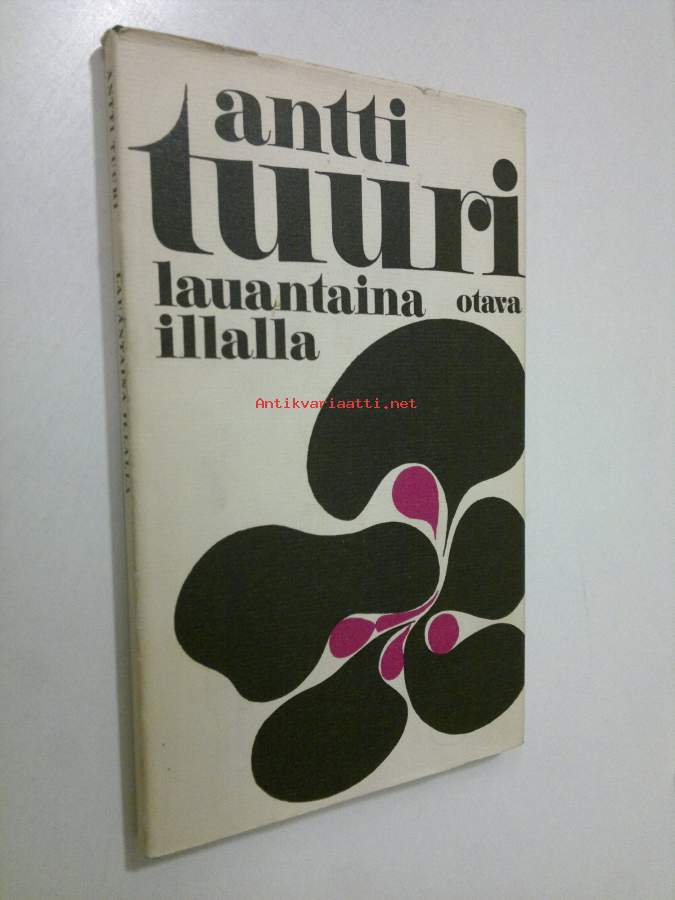 antti
tuuri
lauantaina otava
illalla
Antikvariaatti.net
ANTTI TUURI LAUANTAINA ILLALLA